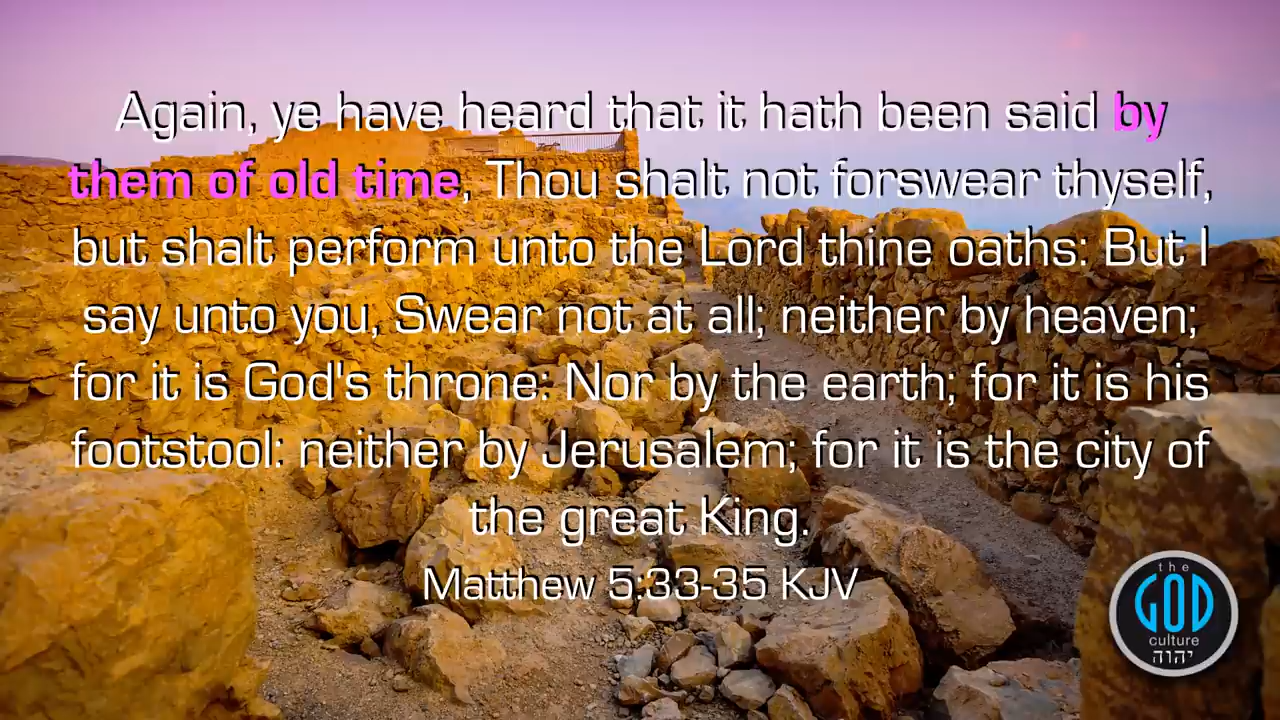 Again, ye have heard that it hath been said by
them of old time, Thou shalt not forswear thyself,
but shalt perform unto the Lord thine oaths: But I
say unto you, Swear not at all; neither by heaven;
for it is God's throne: Nor by the earth; for it is his
footstool: neither by Jerusalem; for it is the city of
the great King.
Matthew 5:33-35 KJV
the
GOD
culture
יהוה